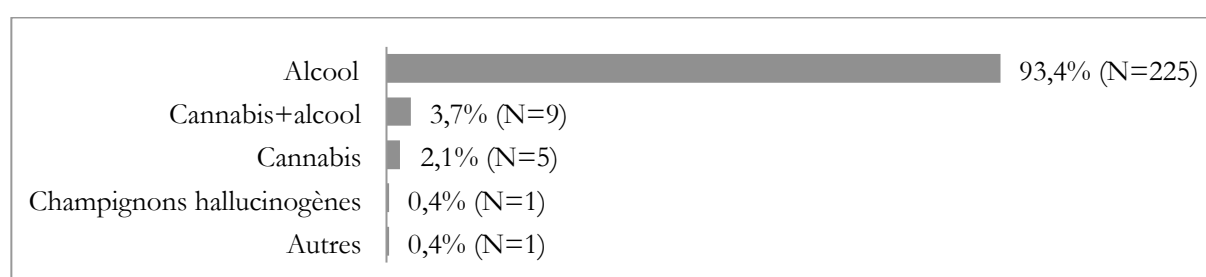 Alcool 93,4% (N=225)
Cannabis+alcool 3,7% (N=9)
Cannabis 2,1% (N=5)
Champignons hallucinogènes 0,4% (N=1)
Autres 0,4% (N=1)